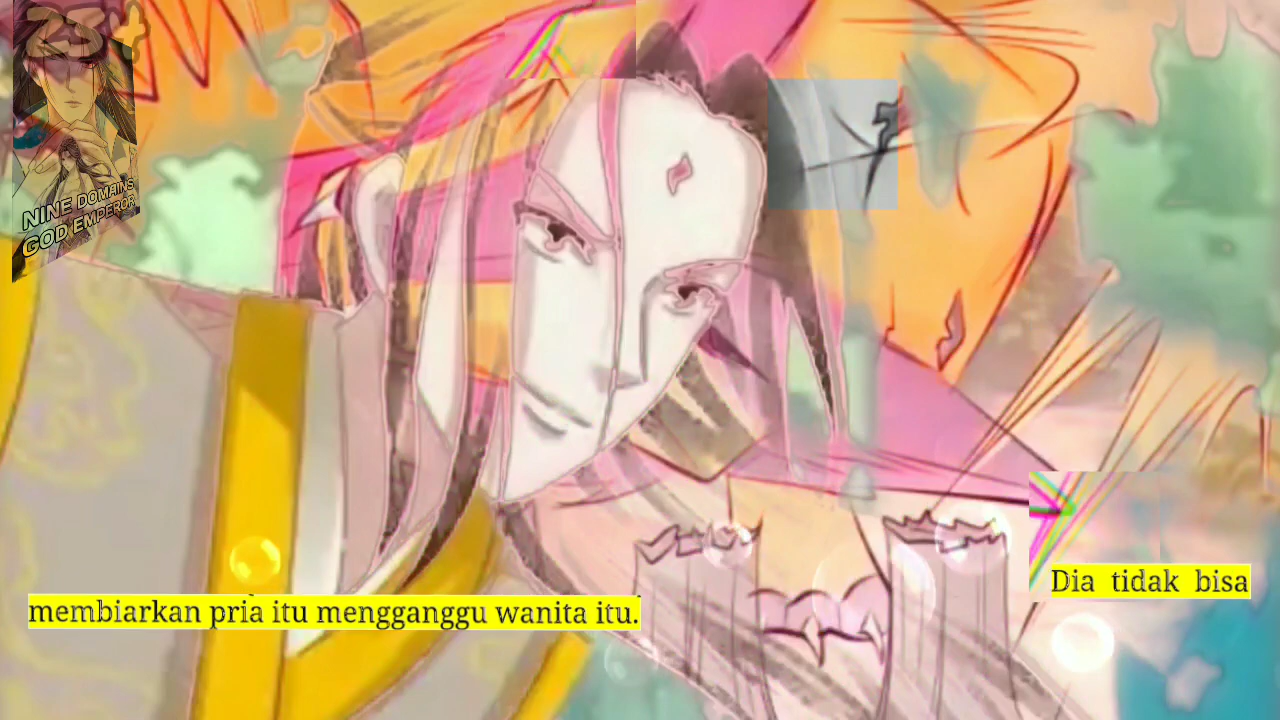 NINE DOMAINS
GOD EMPEROR
Dia tidak bisa
membiarkan pria itu mengganggu wanita itu.